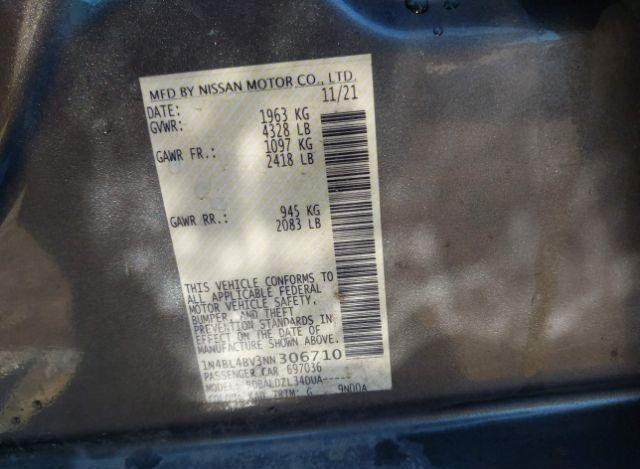 MFD BY NISSAN MOTOR CO., LTD.
DATE: 11/21
GVWR: 1963 KG
4328 LB
GAWR FR.: 1097 KG
2418 LB
GAWR RR.: 945 KG
2083 LB
THIS VEHICLE CONFORMS TO
ALL APPLICABLE FEDERAL
MOTOR VEHICLE SAFETY,
BUMPER AND THEFT
PREVENTION STANDARDS IN
EFFECT ON THE DATE OF
MANUFACTURE
1N4BL4BV3NN306710
PASSENGER CAR 697036
BDBALDZL34DUA-----
TRIM: G